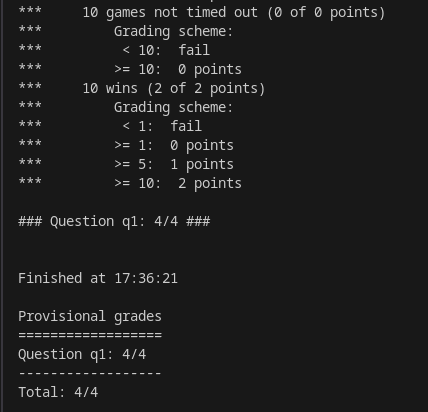 ***     10 games not timed out (0 of 0 points)
***         Grading scheme:
***          < 10:  fail
***         >= 10:  0 points
***     10 wins (2 of 2 points)
***         Grading scheme:
***          < 1:  fail
***         >= 1:  0 points
***         >= 5:  1 points
***         >= 10:  2 points

### Question q1: 4/4 ###

Finished at 17:36:21

Provisional grades
==================
Question q1: 4/4
------------------
Total: 4/4